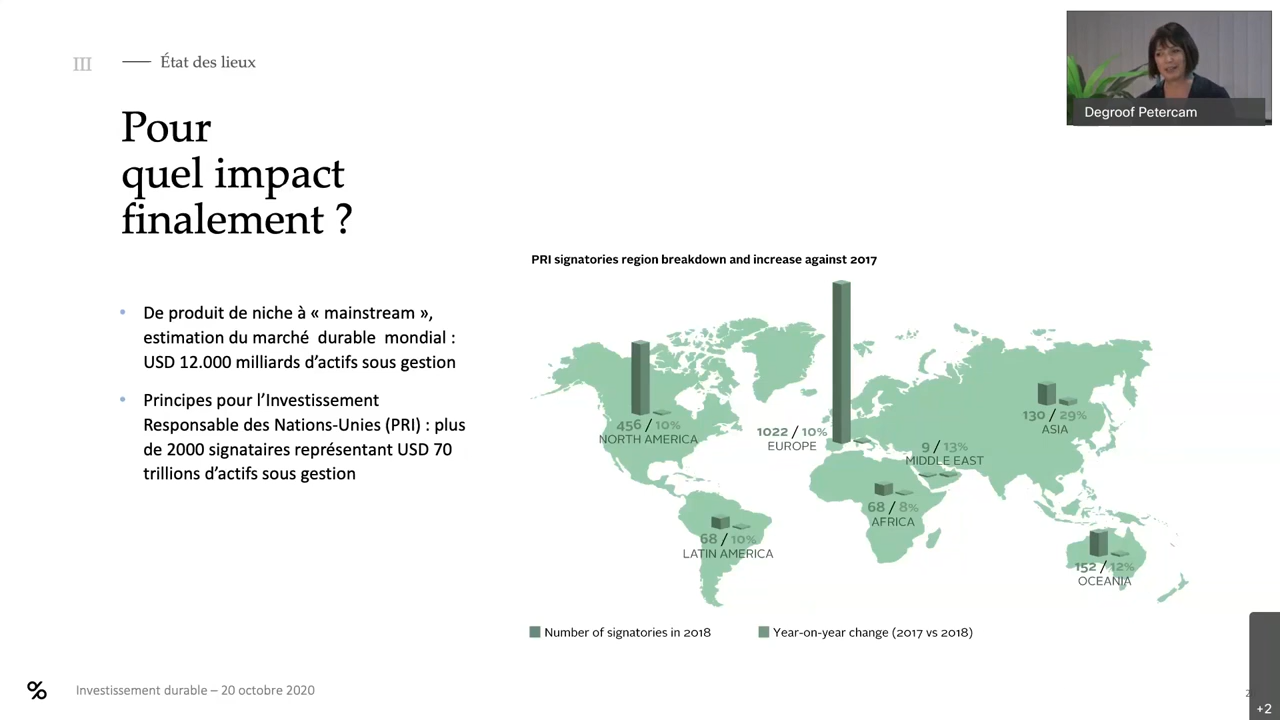 III
État des lieux
Degroof Petercam
Pour
quel impact
finalement ?
De produit de niche à « mainstream »,
estimation du marché durable mondial :
USD 12.000 milliards d’actifs sous gestion
Principes pour l’Investissement
Responsable des Nations-Unies (PRI) : plus
de 2000 signataires représentant USD 70
trillions d’actifs sous gestion
PRI signatories region breakdown and increase against 2017
456 / 10%
NORTH AMERICA
1022 / 10%
EUROPE
9 / 13%
MIDDLE EAST
130 / 29%
ASIA
68 / 8%
AFRICA
68 / 10%
LATIN AMERICA
152 / 12%
OCEANIA
Number of signatories in 2018
Year-on-year change (2017 vs 2018)
Investissement durable – 20 octobre 2020
+2